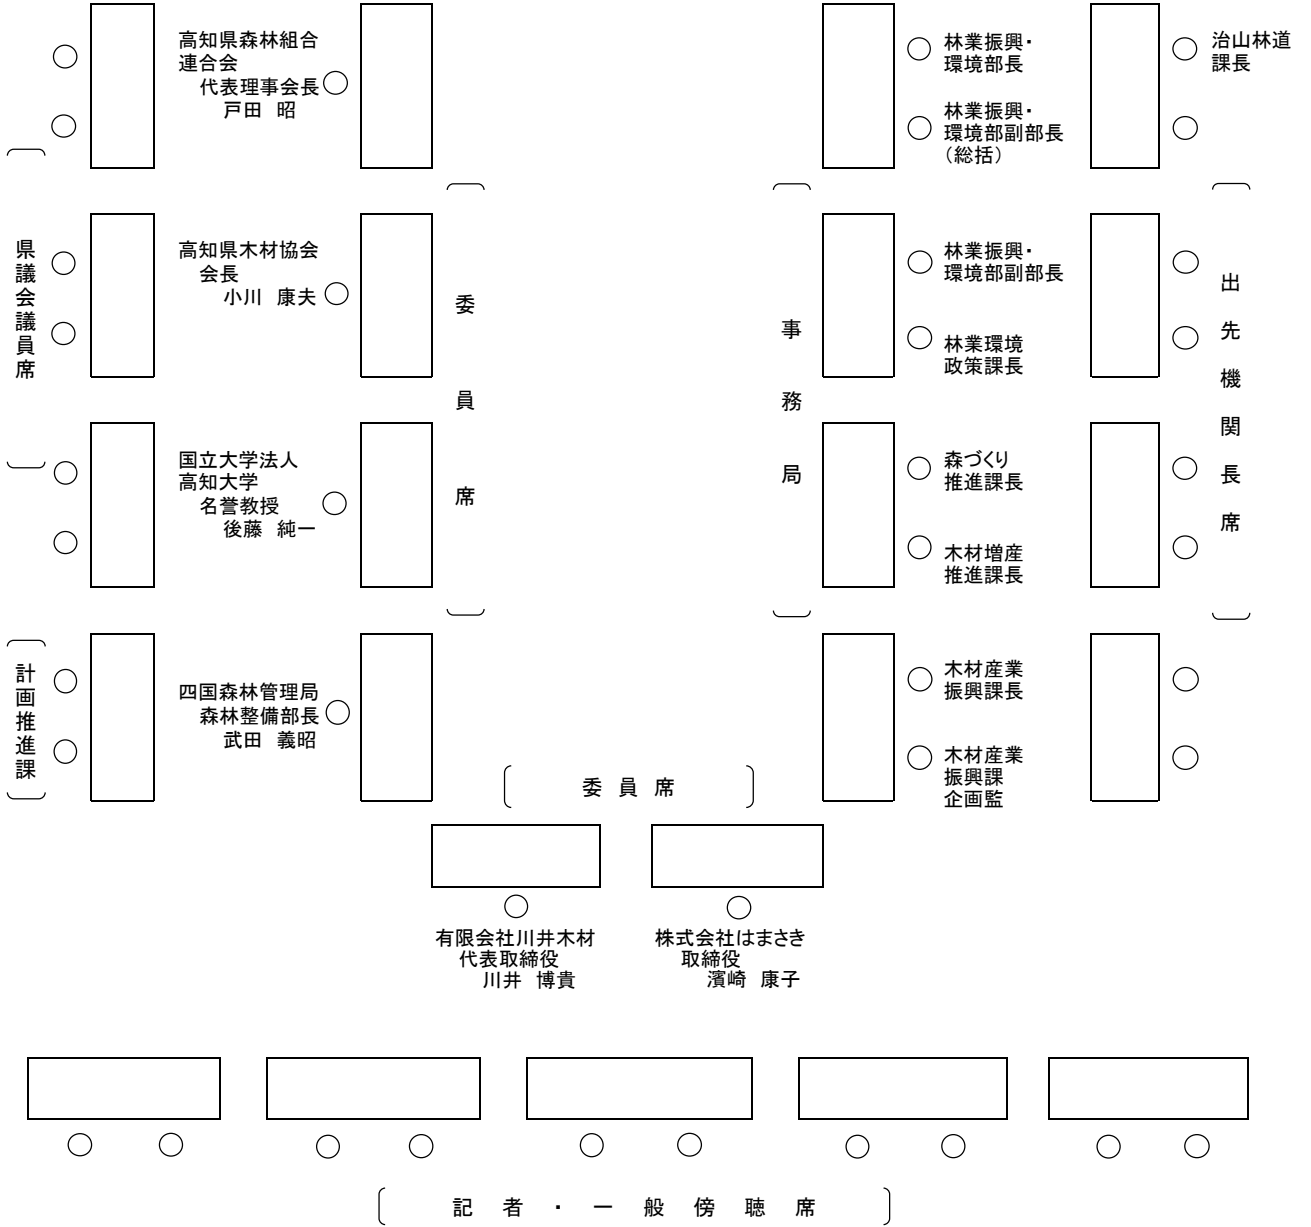 高知県森林組合
連合会
代表理事会長
戸田 昭
高知県木材協会
会長
小川 康夫
国立大学法人
高知大学
名誉教授
後藤 純一
四国森林管理局
森林整備部長
武田 義昭
県議会議員席
計画推進課
委員席
事務局
林業振興・
環境部長
林業振興・
環境部副部長
（総括）
林業振興・
環境部副部長
林業環境
政策課長
森づくり
推進課長
木材増産
推進課長
木材産業
振興課長
木材産業
振興課
企画監
治山林道
課長
出先機関長席
委員席
有限会社川井木材
代表取締役
川井 博貴
株式会社はまさき
取締役
濱崎 康子
記者・一般傍聴席